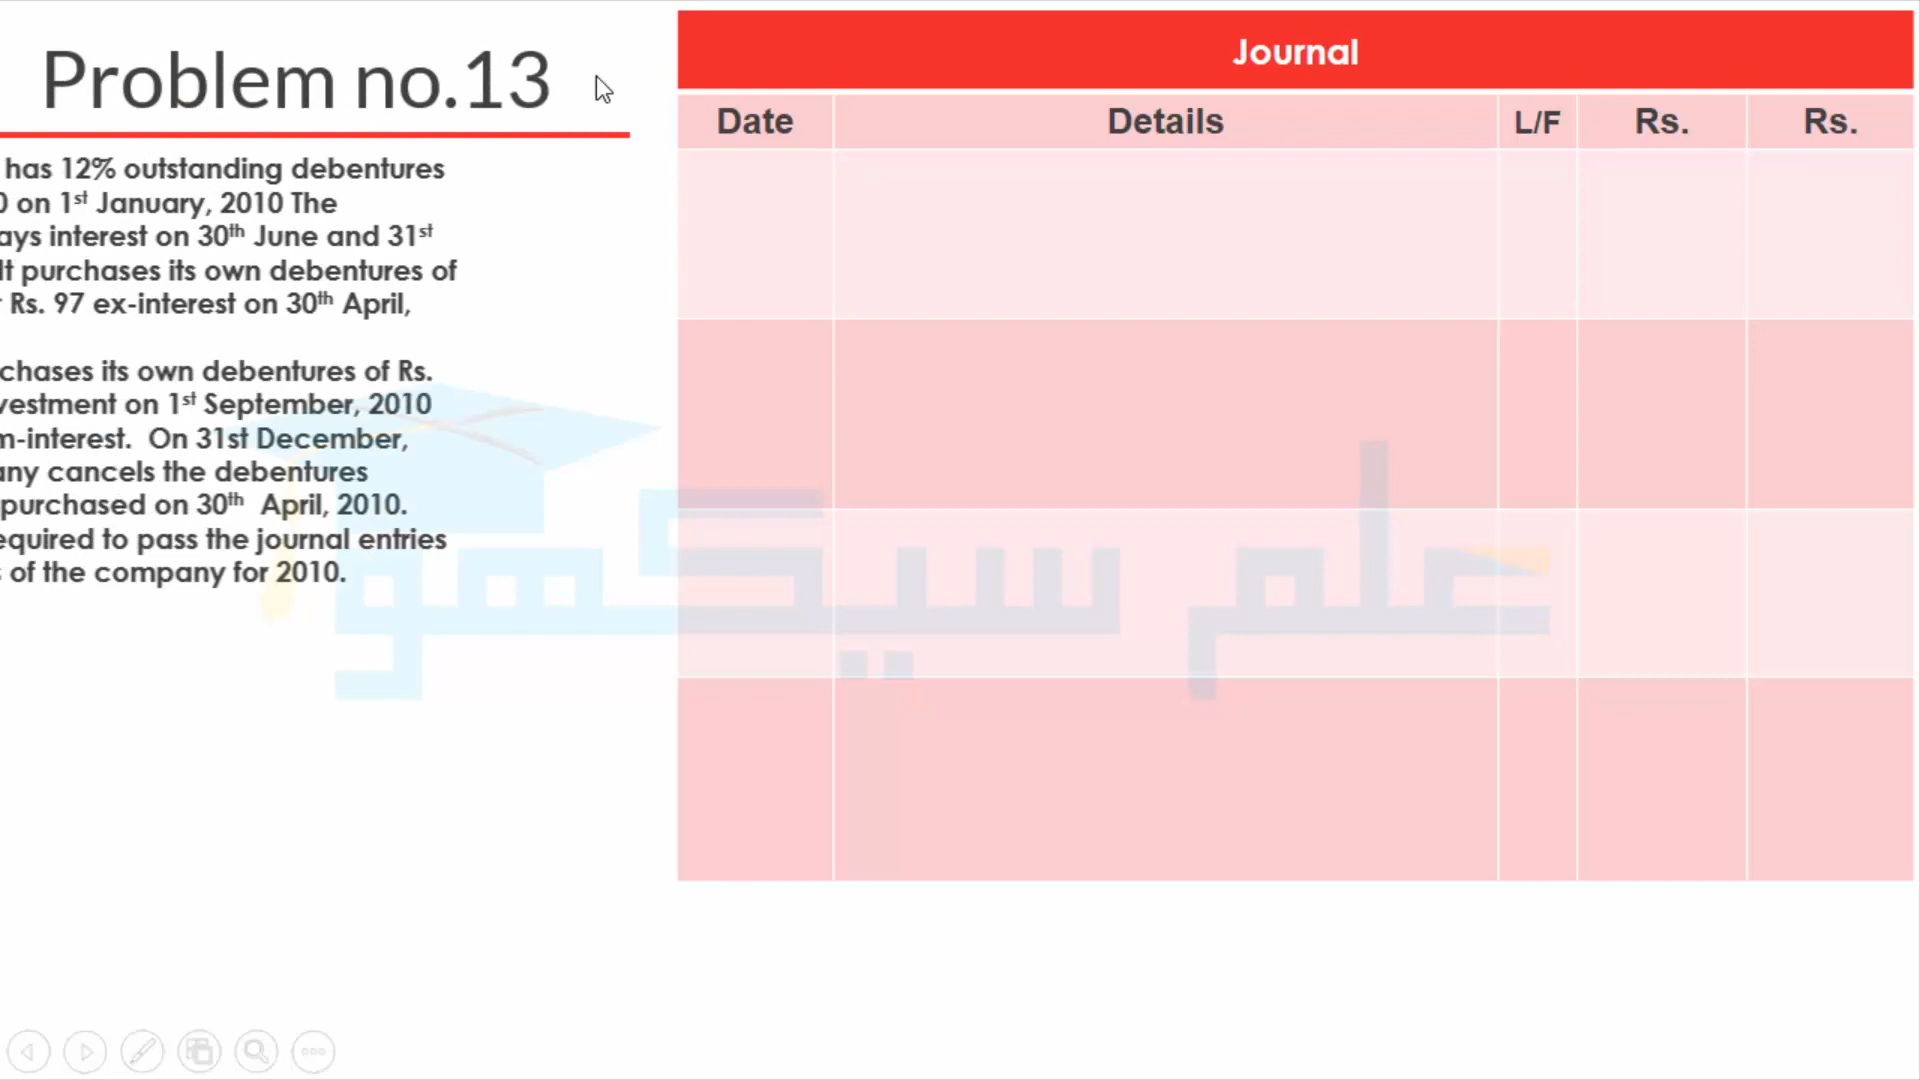 Problem no.13
has 12% outstanding debentures
0 on 1st January, 2010 The
ays interest on 30th June and 31st
It purchases its own debentures of
Rs. 97 ex-interest on 30th April,
chases its own debentures of Rs.
vestment on 1st September, 2010
m-interest. On 31st December,
any cancels the debentures
purchased on 30th April, 2010.
equired to pass the journal entries
s of the company for 2010.
Journal
Date Details L/F Rs. Rs.
علم سيکھو